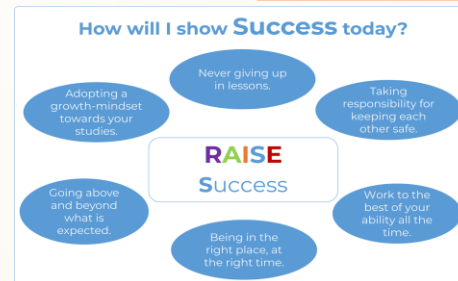 How will I show Success today?
Never giving up
in lessons.
Adopting a
growth-mindset
towards your
studies.
Taking
responsibility for
keeping each
other safe.
RAISE
Success
Going above
and beyond
what is
expected.
Work to the
best of your
ability all the
time.
Being in the
right place, at
the right time.